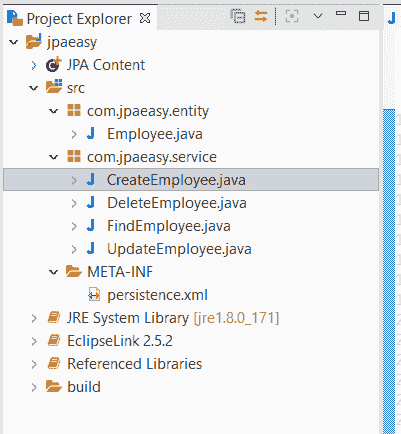 Project Explorer
jpaeasy
JPA Content
src
com.jpaeasy.entity
Employee.java
com.jpaeasy.service
CreateEmployee.java
DeleteEmployee.java
FindEmployee.java
UpdateEmployee.java
META-INF
persistence.xml
JRE System Library [jre1.8.0_171]
EclipseLink 2.5.2
Referenced Libraries
build